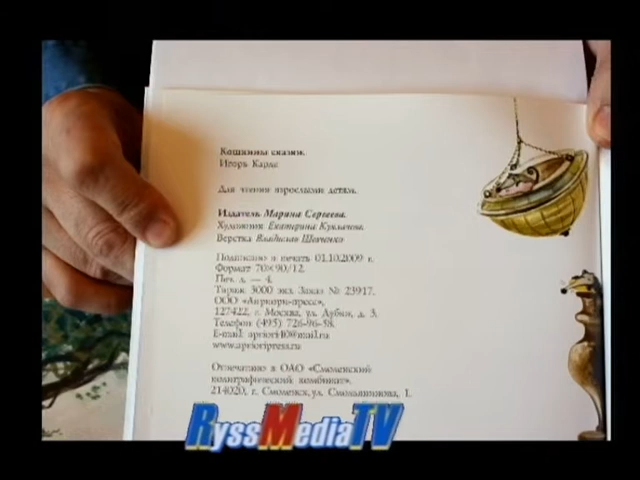 Кошкины сказки.
Игорь Карде
Для чтения взрослыми детям.
Издатель Марина Сергеева.
Художник Екатерина
Верстка Владислав Шевченко
Подписано в печать 01.10.2009 г.
Формат 70×90/12.
Печ. л. — 4.
Тираж 3000 экз. Заказ № 23917.
ООО «Априори-пресс»,
127422, г. Москва, ул. д. 3.
Телефон (495) 726-96-58.
E-mail: apriori40@mail.ru
www.aprioripress.ru
Отпечатано в ОАО «Смоленский
полиграфический комбинат».
214020, г. Смоленск, ул. Смольянинова, 1.
RyssMediaTV